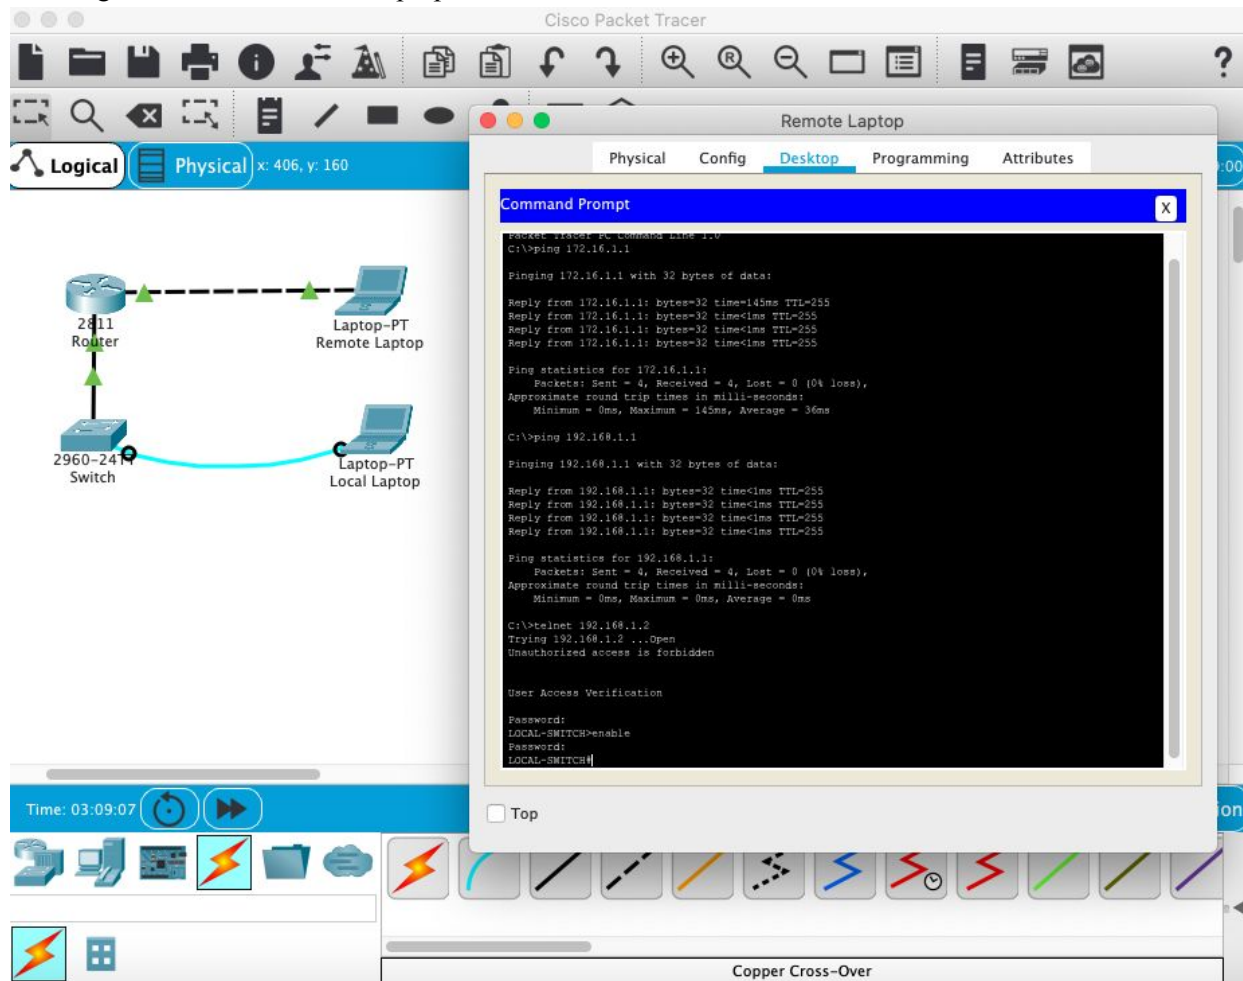 Cisco Packet Tracer
?
Logical
Physical
x: 406, y: 160
Remote Laptop
Physical Config Desktop Programming Attributes
Command Prompt
X
Packet Tracer PC Command Line 1.0
C:\>ping 172.16.1.1
Pinging 172.16.1.1 with 32 bytes of data:
Reply from 172.16.1.1: bytes=32 time=145ms TTL=255
Reply from 172.16.1.1: bytes=32 time<1ms TTL=255
Reply from 172.16.1.1: bytes=32 time<1ms TTL=255
Reply from 172.16.1.1: bytes=32 time<1ms TTL=255
Ping statistics for 172.16.1.1:
Packets: Sent = 4, Received = 4, Lost = 0 (0% loss),
Approximate round trip times in milli-seconds:
Minimum = 0ms, Maximum = 145ms, Average = 36ms
C:\>ping 192.168.1.1
Pinging 192.168.1.1 with 32 bytes of data:
Reply from 192.168.1.1: bytes=32 time<1ms TTL=255
Reply from 192.168.1.1: bytes=32 time<1ms TTL=255
Reply from 192.168.1.1: bytes=32 time<1ms TTL=255
Reply from 192.168.1.1: bytes=32 time<1ms TTL=255
Ping statistics for 192.168.1.1:
Packets: Sent = 4, Received = 4, Lost = 0 (0% loss),
Approximate round trip times in milli-seconds:
Minimum = 0ms, Maximum = 0ms, Average = 0ms
C:\>telnet 192.168.1.2
Trying 192.168.1.2 ...Open
Unauthorized access is forbidden
User Access Verification
Password:
LOCAL-SWITCH>enable
Password:
LOCAL-SWITCH#
Top
2811
Router
Laptop-PT
Remote Laptop
2960-24TT
Switch
Laptop-PT
Local Laptop
Time: 03:09:07
Copper Cross-Over